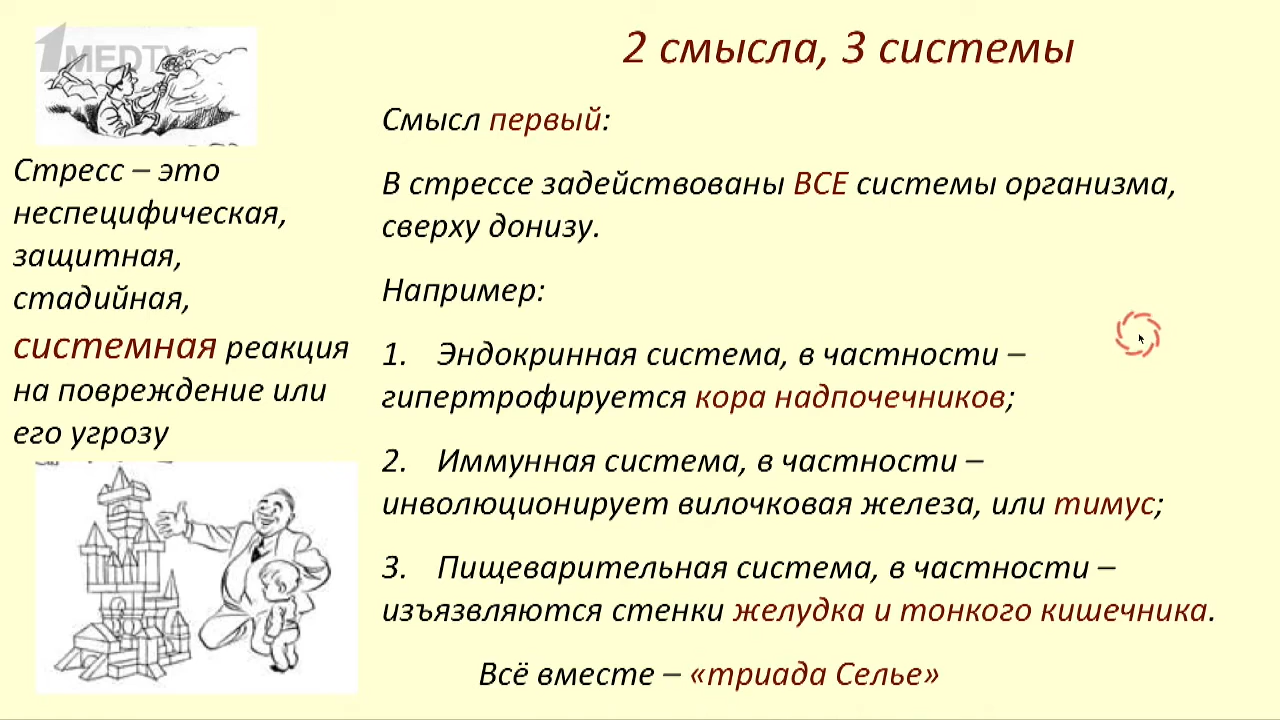 1MEDTV
2 смысла, 3 системы
Стресс – это
неспецифическая,
защитная,
стадийная,
системная реакция
на повреждение или
его угрозу
Смысл первый:
В стрессе задействованы ВСЕ системы организма,
сверху донизу.
Например:
1. Эндокринная система, в частности –
гипертрофируется кора надпочечников;
2. Иммунная система, в частности –
инволюционирует вилочковая железа, или тимус;
3. Пищеварительная система, в частности –
изъязвляются стенки желудка и тонкого кишечника.
Всё вместе – «триада Селье»